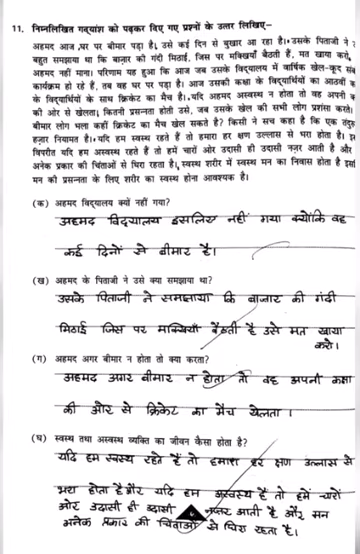 11. निम्नलिखित गद्यांश को पढ़कर दिए गए प्रश्नों के उत्तर लिखिए–
अहमद आज घर पर बीमार पड़ा है। उसे कई दिन से बुखार आ रहा है। उसके पिताजी ने
बहुत समझाया था कि बाज़ार की गंदी मिठाई, जिस पर मक्खियाँ बैठती हैं, मत खाया करो,
अहमद नहीं माना। परिणाम यह हुआ कि आज जब उसके विद्यालय में वार्षिक खेल-कूद
कार्यक्रम हो रहे हैं, तब वह घर पर पड़ा है। आज उसकी कक्षा के विद्यार्थियों का आठवीं
के विद्यार्थियों के साथ क्रिकेट का मैच है। यदि अहमद अस्वस्थ न होता तो वह अपनी
की ओर से खेलता। कितनी प्रसन्नता होती उसे, जब उसके खेल की सभी लोग प्रशंसा करते।
बीमार लोग भला कहीं क्रिकेट का मैच खेल सकते हैं? किसी ने सच कहा है कि एक
हज़ार नियामत है। यदि हम स्वस्थ रहते हैं तो हमारा हर क्षण उल्लास से भरा होता है।
विपरीत यदि हम अस्वस्थ रहते हैं तो हमें चारों ओर उदासी ही उदासी नज़र आती है और
अनेक प्रकार की चिंताओं से घिरा रहता है। स्वस्थ शरीर में स्वस्थ मन का निवास होता है
मन की प्रसन्नता के लिए शरीर का स्वस्थ होना आवश्यक है।
(क) अहमद विद्यालय क्यों नहीं गया?
अहमद विद्यालय इसलिए नहीं गया क्योंकि वह
कई दिनों से बीमार है।
(ख) अहमद के पिताजी ने उसे क्या समझाया था?
उसके पिताजी ने समझाया कि बाजार की गंदी
मिठाई जिस पर मक्खियाँ बैठती है उसे मत खाया
करो।
(ग) अहमद अगर बीमार न होता तो क्या करता?
अहमद अगर बीमार न होता तो वह अपनी कक्षा
की ओर से क्रिकेट का मैच खेलता।
(घ) स्वस्थ तथा अस्वस्थ व्यक्ति का जीवन कैसा होता है?
यदि हम स्वस्थ रहते हैं तो हमारा हर क्षण उल्लास से
भरा होता है और यदि हम अस्वस्थ हैं तो हमें चारों
ओर उदासी ही उदासी नजर आती है और मन
अनेक प्रकार की चिंताओं से घिरा रहता है।